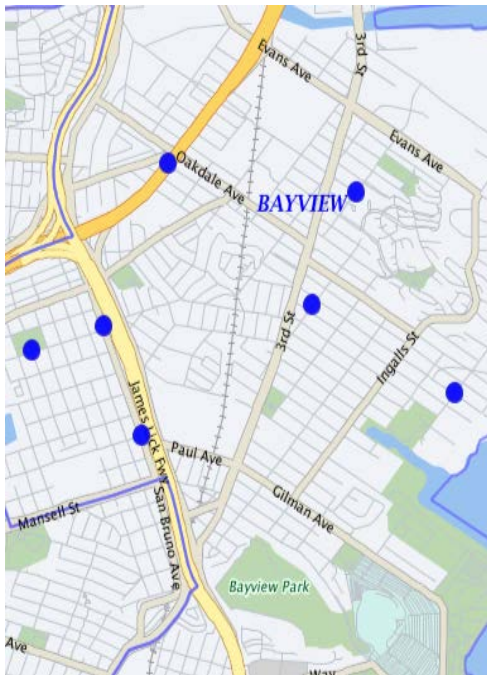 Evans Ave
3rd St
Evans Ave
Oakdale Ave
BAYVIEW
3rd St
Ingalls St
James Lick Fwy
Paul Ave
Gilman Ave
Mansell St
San Bruno Ave
Bayview Park
Ave
Way